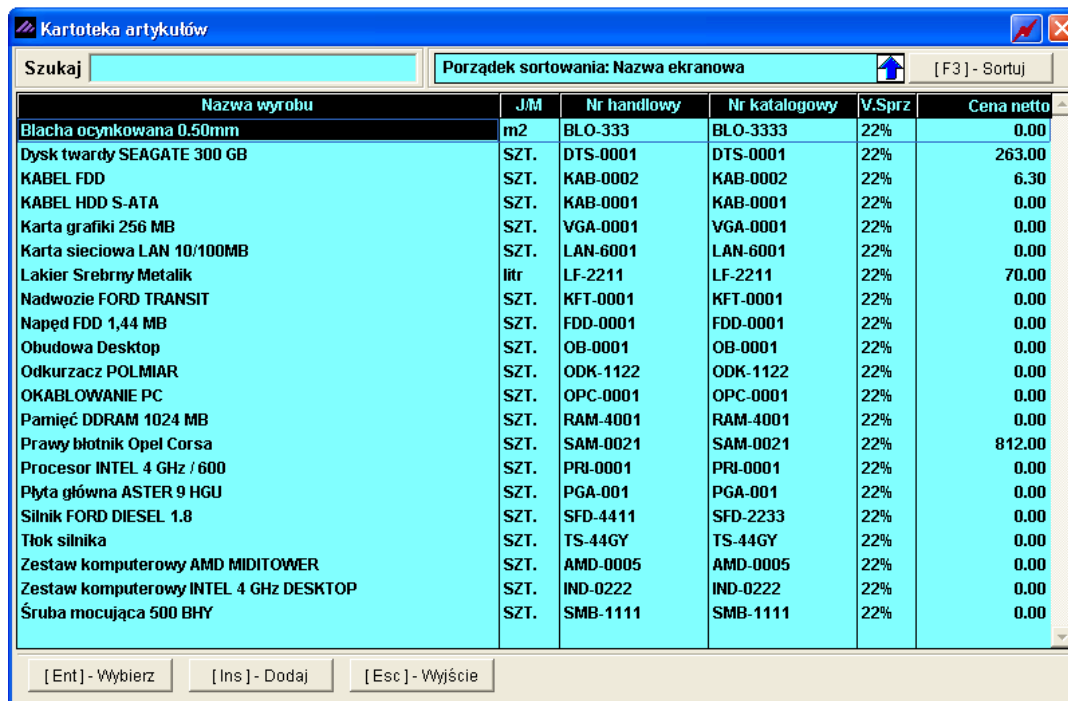 Kartoteka artykułów
Szukaj Porządek sortowania: Nazwa ekranowa [ F3 ] - Sortuj
Nazwa wyrobu J/M Nr handlowy Nr katalogowy V.Sprz Cena netto
Blacha ocynkowana 0.50mm m2 BLO-333 BLO-3333 22% 0.00
Dysk twardy SEAGATE 300 GB SZT. DTS-0001 DTS-0001 22% 263.00
KABEL FDD SZT. KAB-0002 KAB-0002 22% 6.30
KABEL HDD S-ATA SZT. KAB-0001 KAB-0001 22% 0.00
Karta grafiki 256 MB SZT. VGA-0001 VGA-0001 22% 0.00
Karta sieciowa LAN 10/100MB SZT. LAN-6001 LAN-6001 22% 0.00
Lakier Srebrny Metalik litr LF-2211 LF-2211 22% 70.00
Nadwozie FORD TRANSIT SZT. KFT-0001 KFT-0001 22% 0.00
Napęd FDD 1,44 MB SZT. FDD-0001 FDD-0001 22% 0.00
Obudowa Desktop SZT. OB-0001 OB-0001 22% 0.00
Odkurzacz POLMIAR SZT. ODK-1122 ODK-1122 22% 0.00
OKABLOWANIE PC SZT. OPC-0001 OPC-0001 22% 0.00
Pamięć DDRAM 1024 MB SZT. RAM-4001 RAM-4001 22% 0.00
Prawy błotnik Opel Corsa SZT. SAM-0021 SAM-0021 22% 812.00
Procesor INTEL 4 GHz / 600 SZT. PRI-0001 PRI-0001 22% 0.00
Płyta główna ASTER 9 HGU SZT. PGA-001 PGA-001 22% 0.00
Silnik FORD DIESEL 1.8 SZT. SFD-4411 SFD-2233 22% 0.00
Tłok silnika SZT. TS-44GY TS-44GY 22% 0.00
Zestaw komputerowy AMD MIDITOWER SZT. AMD-0005 AMD-0005 22% 0.00
Zestaw komputerowy INTEL 4 GHz DESKTOP SZT. IND-0222 IND-0222 22% 0.00
Śruba mocująca 500 BHY SZT. SMB-1111 SMB-1111 22% 0.00
[ Ent ] - Wybierz [ Ins ] - Dodaj [ Esc ] - Wyjście